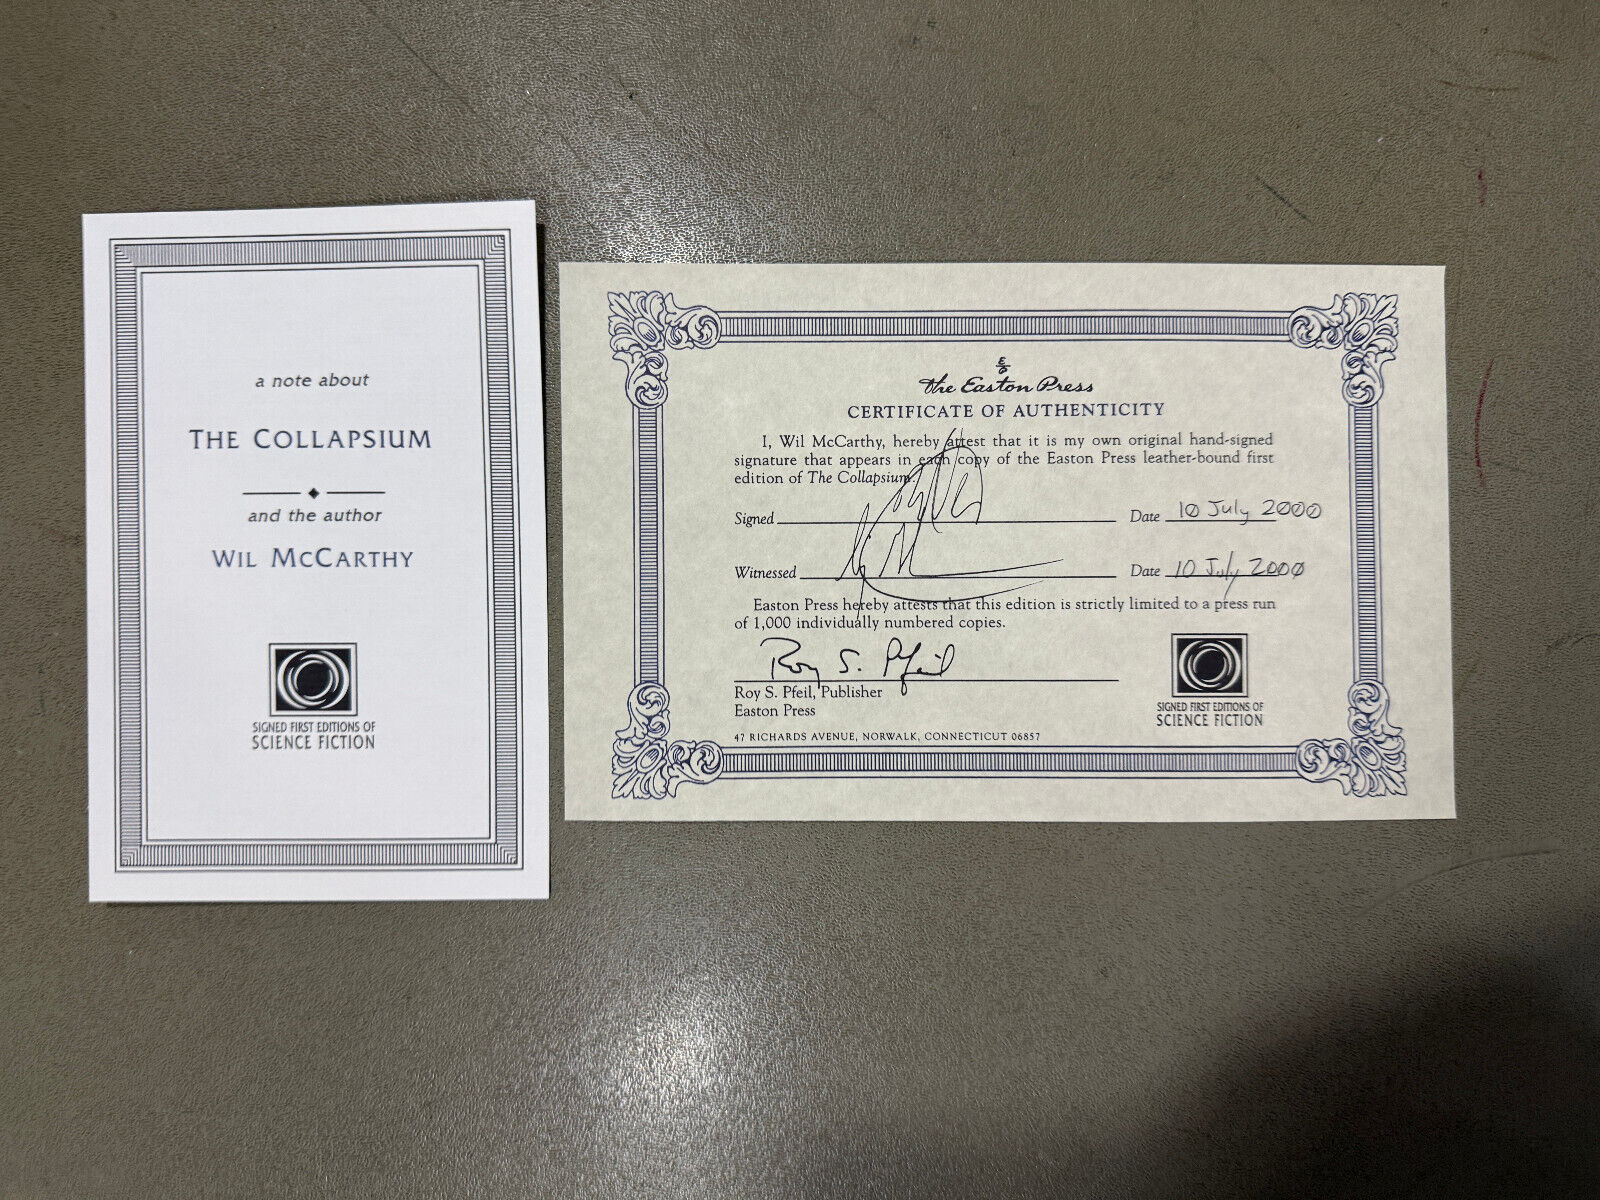 a note about
THE COLLAPSIUM
and the author
WIL MCCARTHY
SIGNED FIRST EDITIONS OF
SCIENCE FICTION
E/P
the Easton Press
CERTIFICATE OF AUTHENTICITY
I, Wil McCarthy, hereby attest that it is my own original hand-signed
signature that appears in each copy of the Easton Press leather-bound first
edition of The Collapsium.
Signed Date 10 July 2000
Witnessed Date 10 July 2000
Easton Press hereby attests that this edition is strictly limited to a press run
of 1,000 individually numbered copies.
Roy S. Pfeil
Roy S. Pfeil, Publisher
Easton Press
47 RICHARDS AVENUE, NORWALK, CONNECTICUT 06857
SIGNED FIRST EDITIONS OF
SCIENCE FICTION